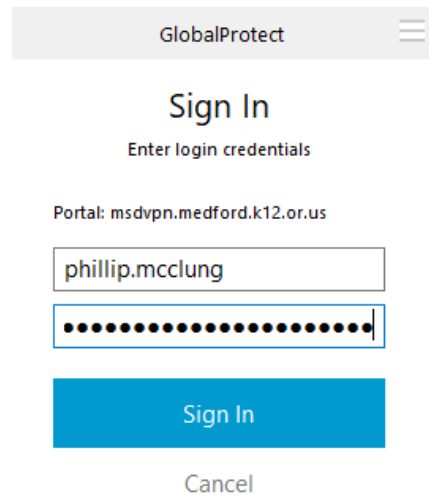 GlobalProtect
Sign In
Enter login credentials
Portal: msdvpn.medford.k12.or.us
phillip.mcclung
●●●●●●●●●●●●●●●●●●●●●●
Sign In
Cancel